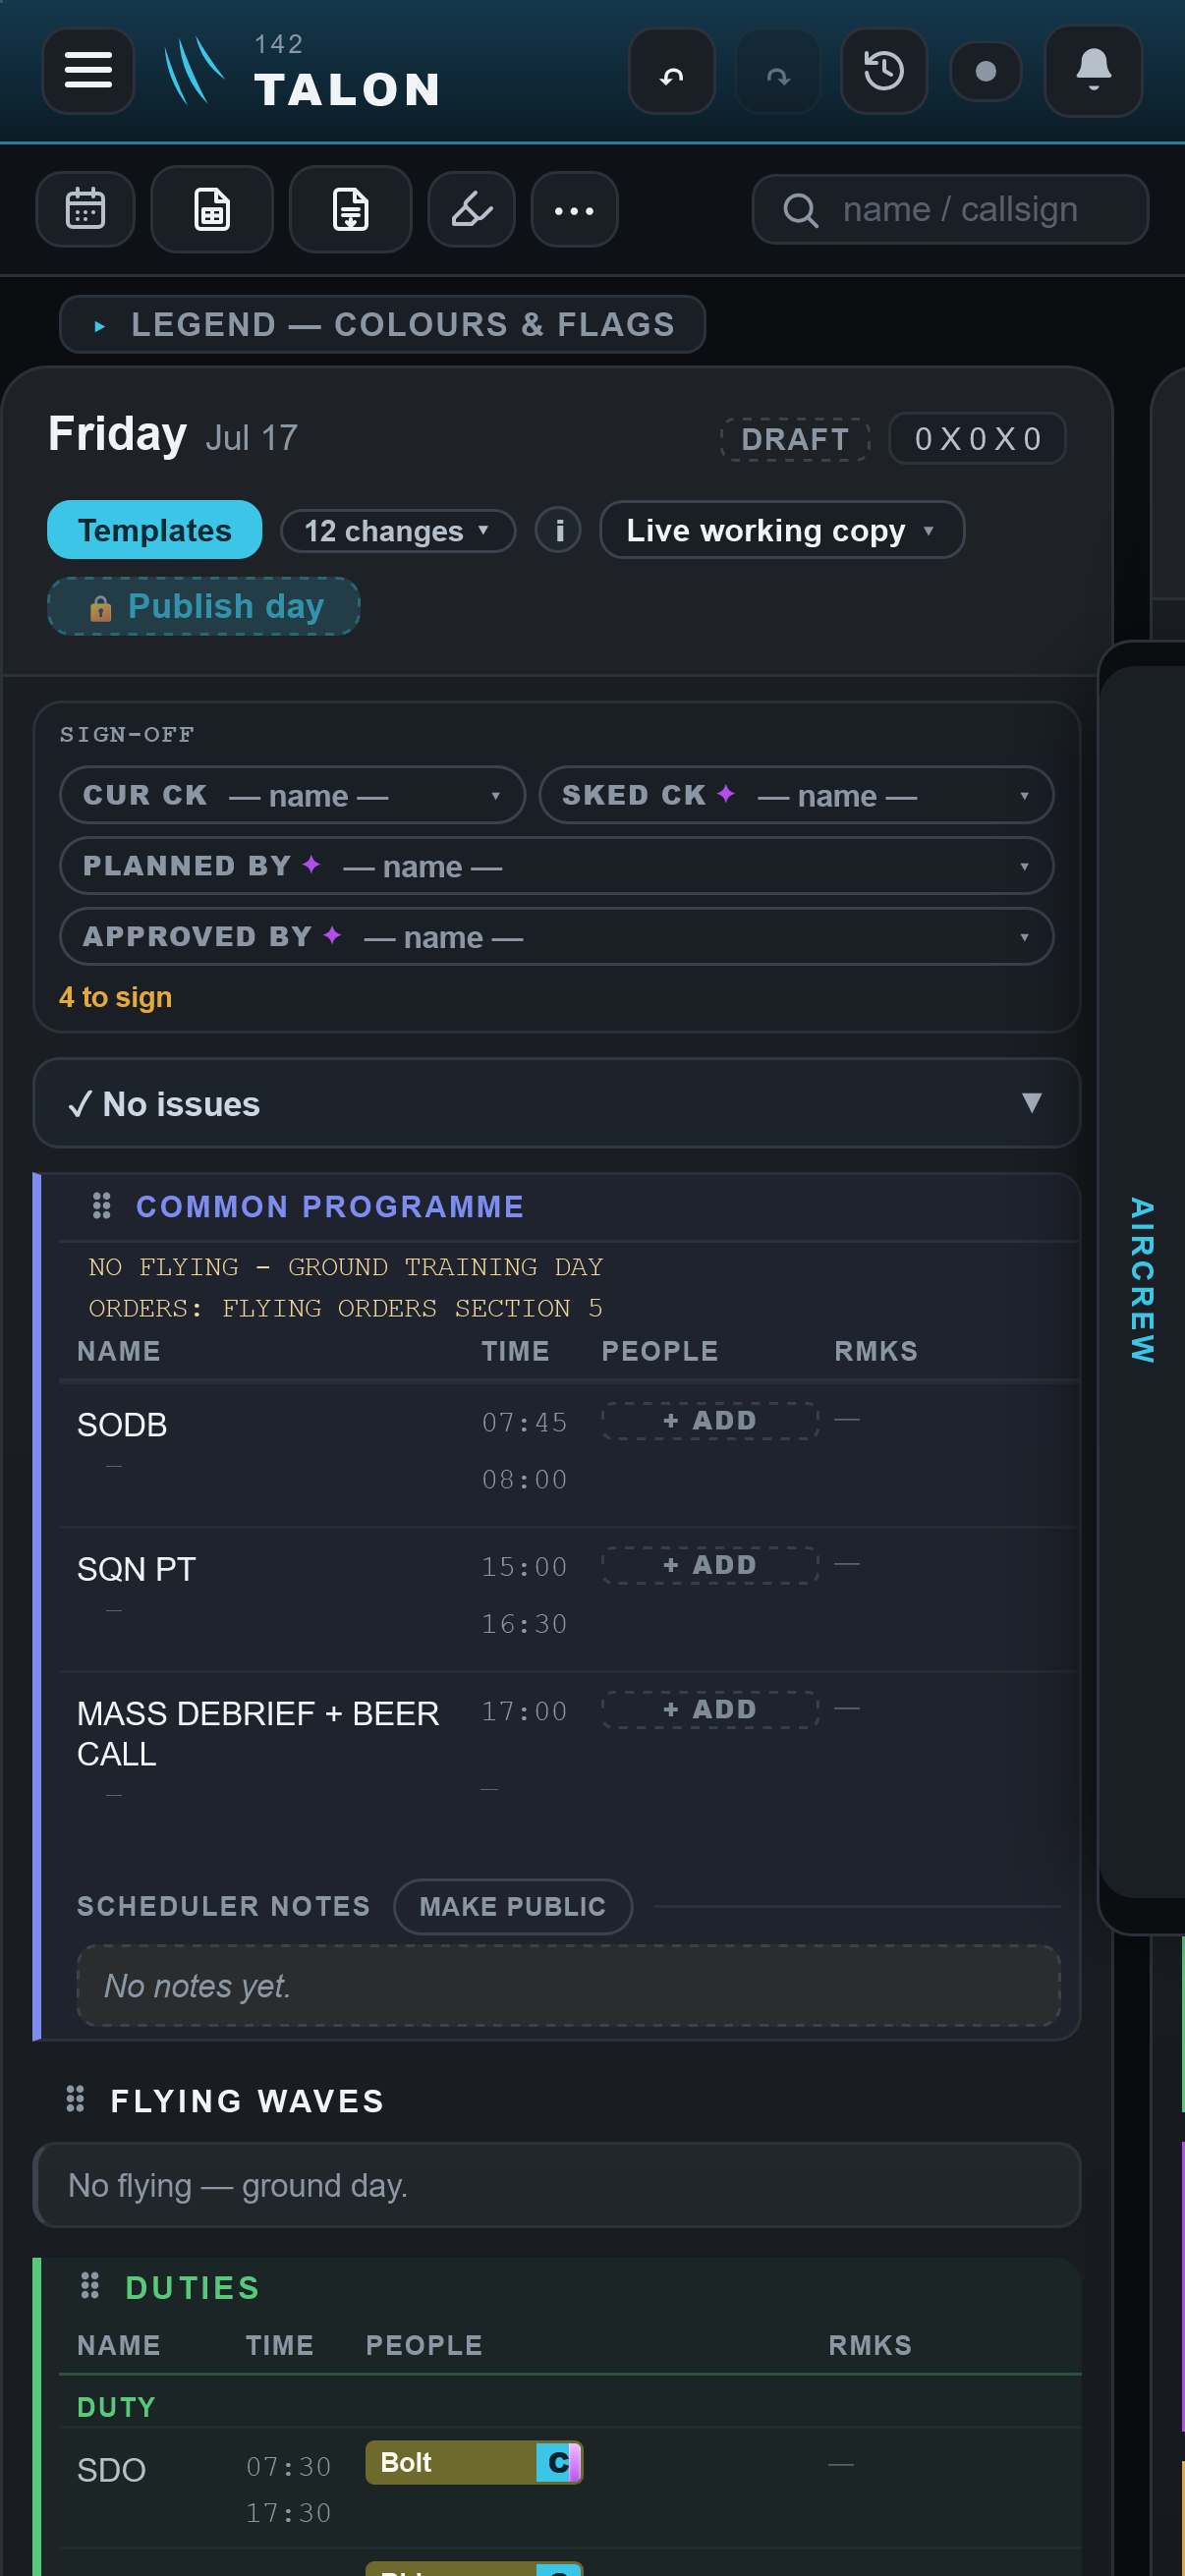 142
TALON
name / callsign
LEGEND — COLOURS & FLAGS
Friday Jul 17 DRAFT 0 X 0 X 0
Templates 12 changes i Live working copy
Publish day
SIGN-OFF
CUR CK — name — SKED CK — name —
PLANNED BY — name —
APPROVED BY — name —
4 to sign
✓ No issues
COMMON PROGRAMME
NO FLYING - GROUND TRAINING DAY
ORDERS: FLYING ORDERS SECTION 5
NAME TIME PEOPLE RMKS
SODB 07:45 + ADD —
— 08:00
SQN PT 15:00 + ADD —
— 16:30
MASS DEBRIEF + BEER 17:00 + ADD —
CALL
— —
SCHEDULER NOTES MAKE PUBLIC
No notes yet.
FLYING WAVES
No flying — ground day.
DUTIES
NAME TIME PEOPLE RMKS
DUTY
SDO 07:30 Bolt C —
17:30
AIRCREW